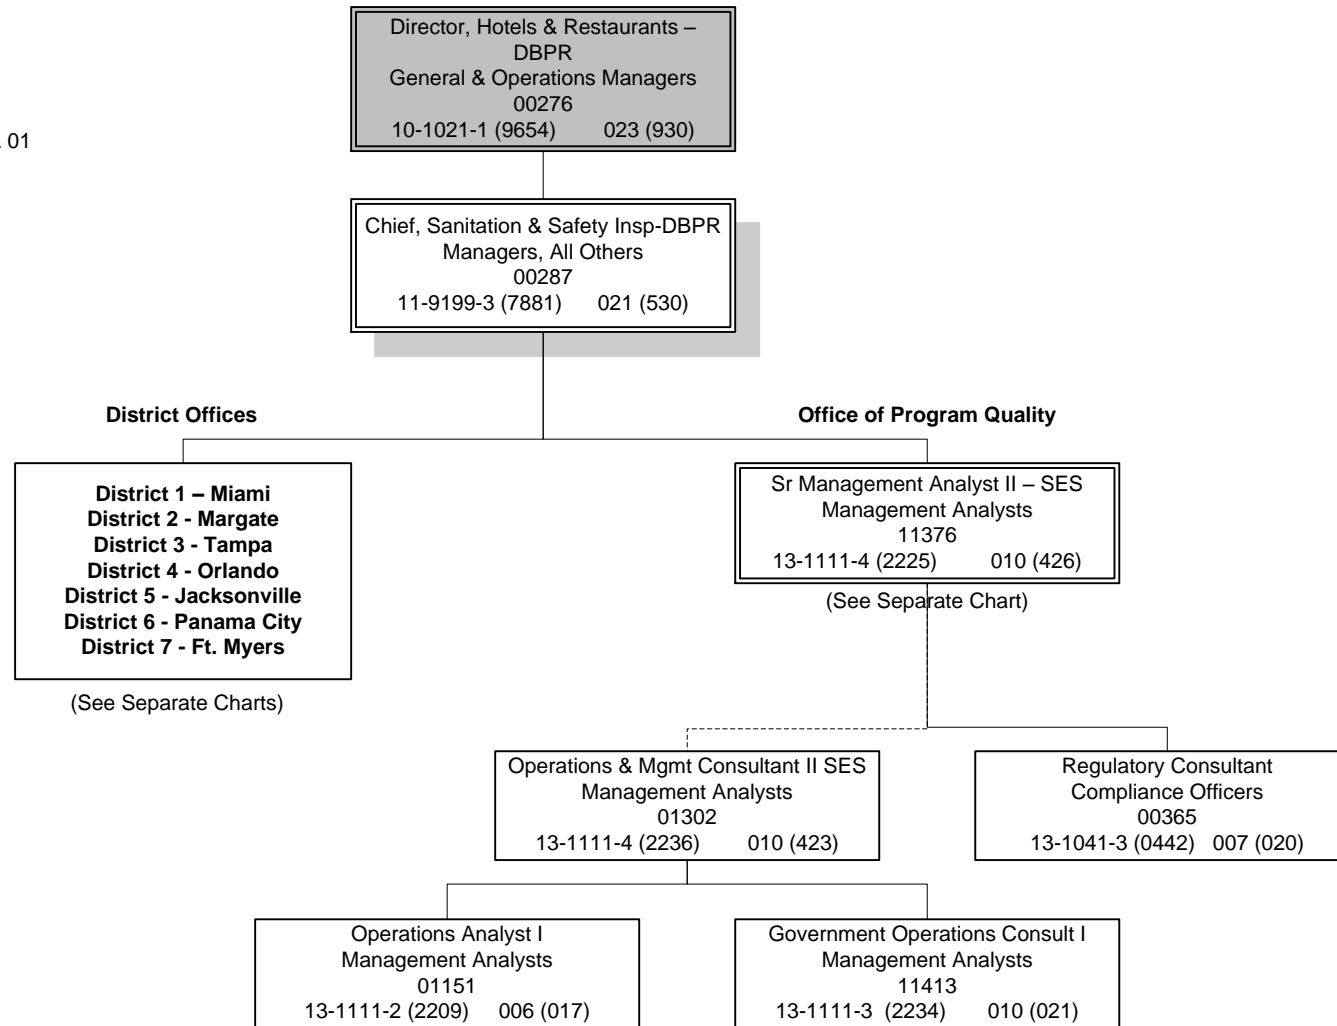 Director, Hotels & Restaurants –
DBPR
General & Operations Managers
00276
10-1021-1 (9654) 023 (930)
01
Chief, Sanitation & Safety Insp-DBPR
Managers, All Others
00287
11-9199-3 (7881) 021 (530)
District Offices
Office of Program Quality
District 1 – Miami
District 2 - Margate
District 3 - Tampa
District 4 - Orlando
District 5 - Jacksonville
District 6 - Panama City
District 7 - Ft. Myers
(See Separate Charts)
Sr Management Analyst II – SES
Management Analysts
11376
13-1111-4 (2225) 010 (426)
(See Separate Chart)
Operations & Mgmt Consultant II SES
Management Analysts
01302
13-1111-4 (2236) 010 (423)
Regulatory Consultant
Compliance Officers
00365
13-1041-3 (0442) 007 (020)
Operations Analyst I
Management Analysts
01151
13-1111-2 (2209) 006 (017)
Government Operations Consult I
Management Analysts
11413
13-1111-3 (2234) 010 (021)